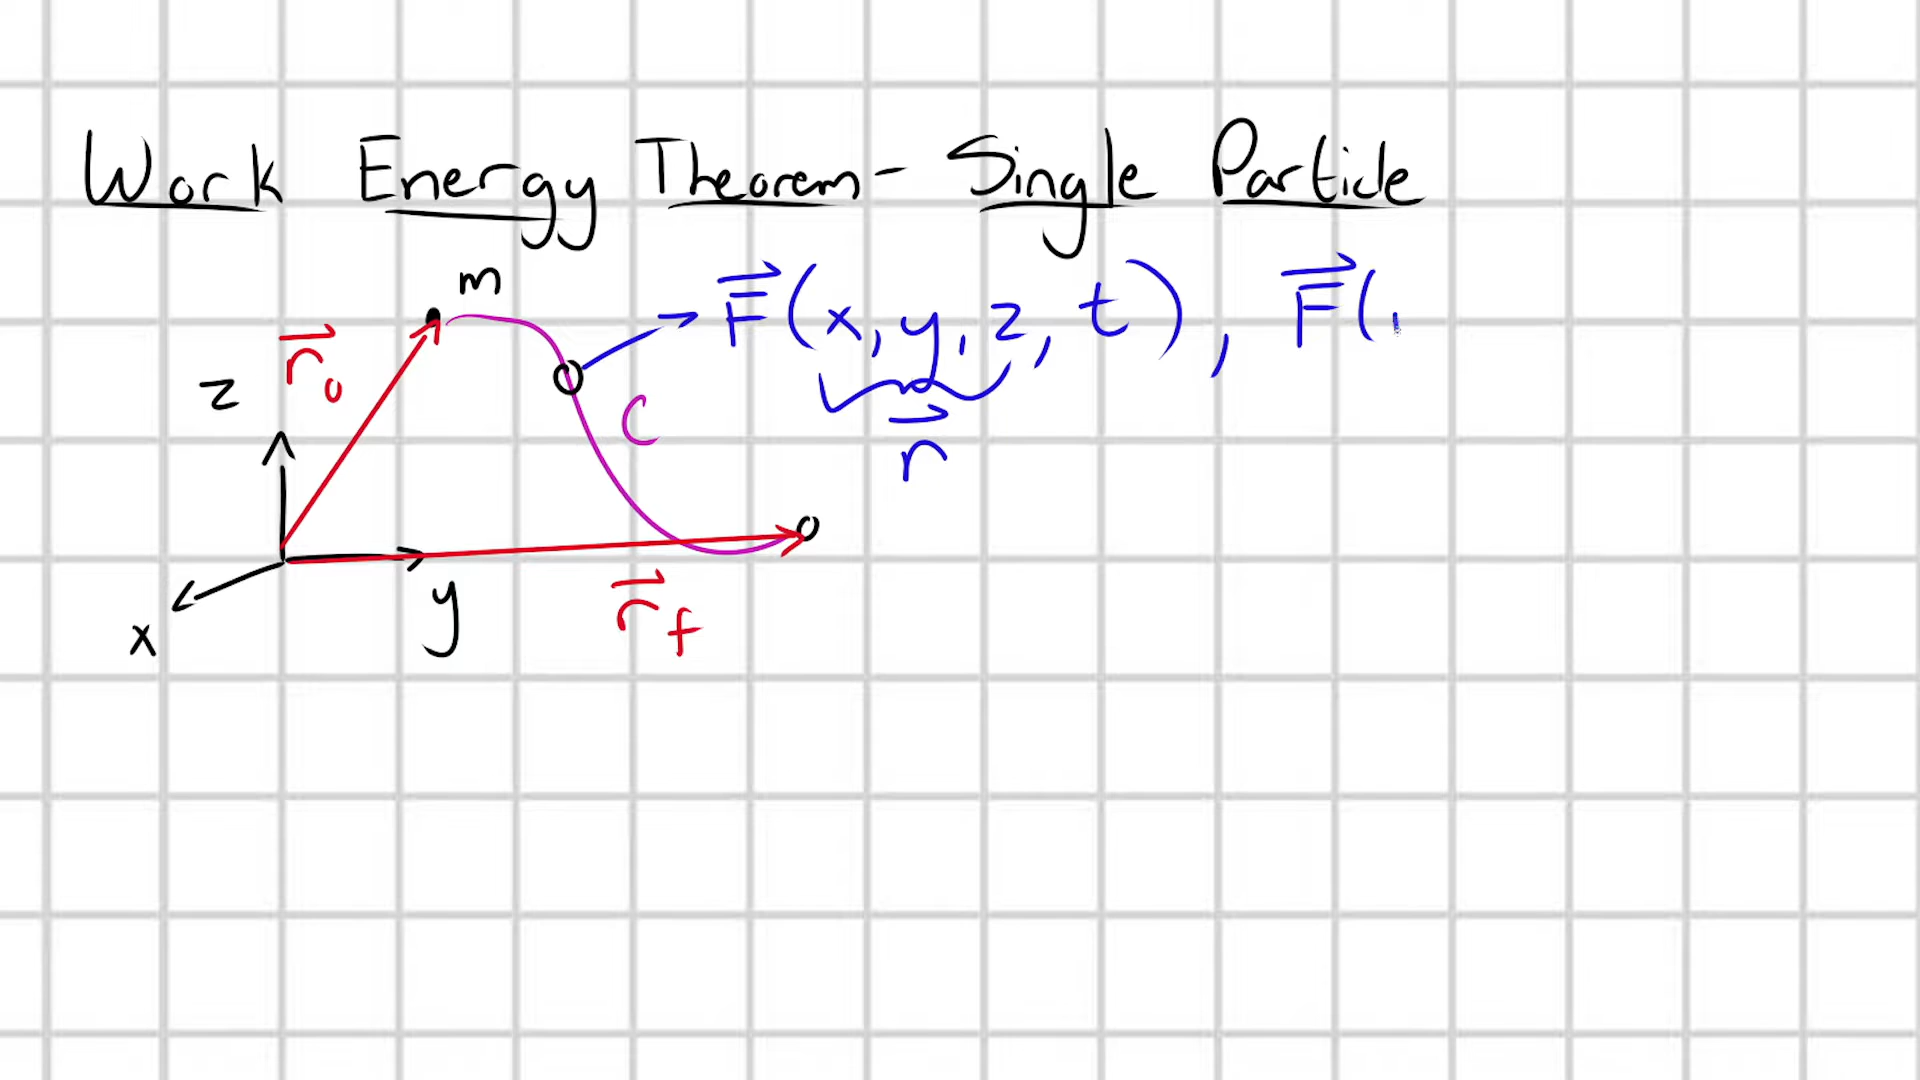 Work Energy Theorem - Single Particle
m
F⃗(x, y, z, t), F⃗(
r⃗₀
z
C
r⃗
y
r⃗f
x